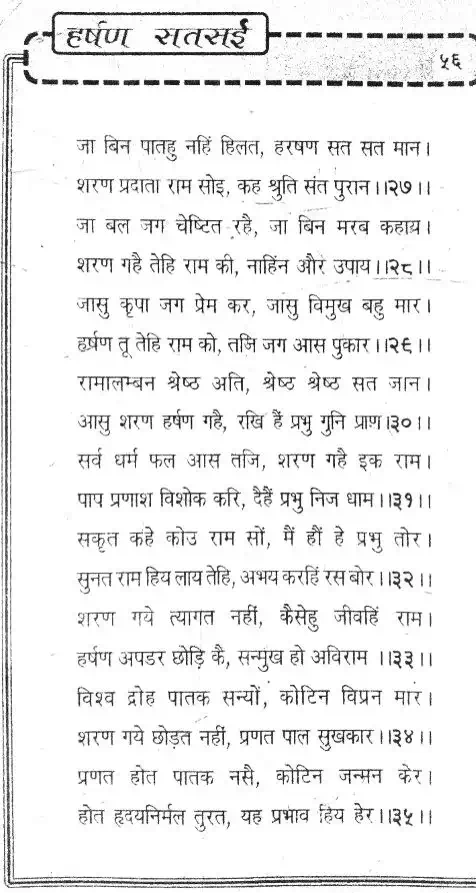 हर्षण सतसई
५६
जा बिन पातहु नहिं हिलत, हरषण सत सत मान।
शरण प्रदाता राम सोइ, कह श्रुति संत पुरान।।२७।।
जा बल जग चेष्टित रहै, जा बिन मरब कहाय।
शरण गहै तेहि राम की, नाहिंन और उपाय।।२८।।
जासु कृपा जग प्रेम कर, जासु विमुख बहु मार।
हर्षण तू तेहि राम को, तजि जग आस पुकार।।२९।।
रामालम्बन श्रेष्ठ अति, श्रेष्ठ श्रेष्ठ सत जान।
आसु शरण हर्षण गहै, रखि हैं प्रभु गुनि प्राण।३०।।
सर्व धर्म फल आस तजि, शरण गहै इक राम।
पाप प्रणाश विशोक करि, दैहैं प्रभु निज धाम।।३१।।
सकृत कहे कोउ राम सों, मैं हौं हे प्रभु तोर।
सुनत राम हिय लाय तेहि, अभय करहिं रस बोर।।३२।।
शरण गये त्यागत नहीं, कैसेहु जीवहिं राम।
हर्षण अपडर छोड़ि कै, सन्मुख हो अविराम ।।३३।।
विश्व द्रोह पातक सन्यों, कोटिन विप्रन मार।
शरण गये छोड़त नहीं, प्रणत पाल सुखकार।।३४।।
प्रणत होत पातक नसै, कोटिन जन्मन केर।
होत हृदयनिर्मल तुरत, यह प्रभाव हिय हेर।।३५।।